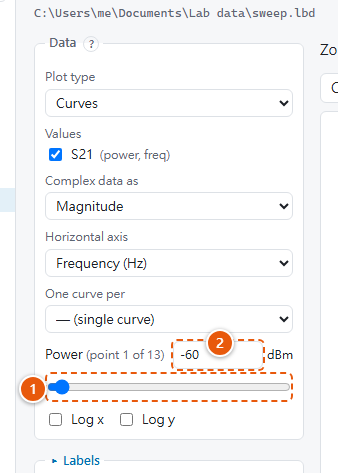 C:\Users\me\Documents\Lab data\sweep.lbd
Data ?
Zo
Plot type
Curves
Values
S21 (power, freq)
Complex data as
Magnitude
Horizontal axis
Frequency (Hz)
One curve per
— (single curve)
2
Power (point 1 of 13) -60 dBm
1
Log x Log y
▸ Labels